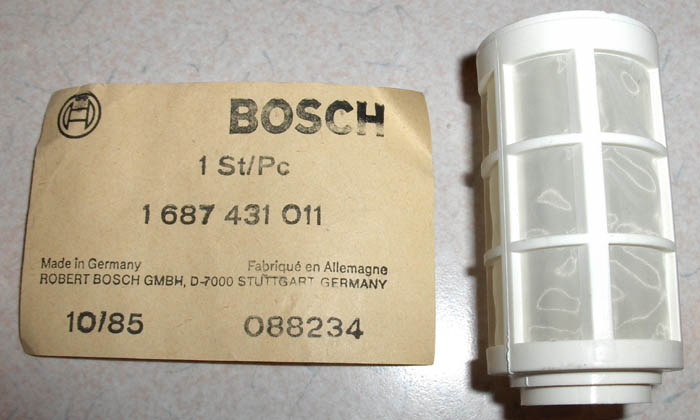 BOSCH
1 St/Pc
1 687 431 011
Made in Germany Fabriqué en Allemagne
ROBERT BOSCH GMBH, D-7000 STUTTGART GERMANY
10/85 088234